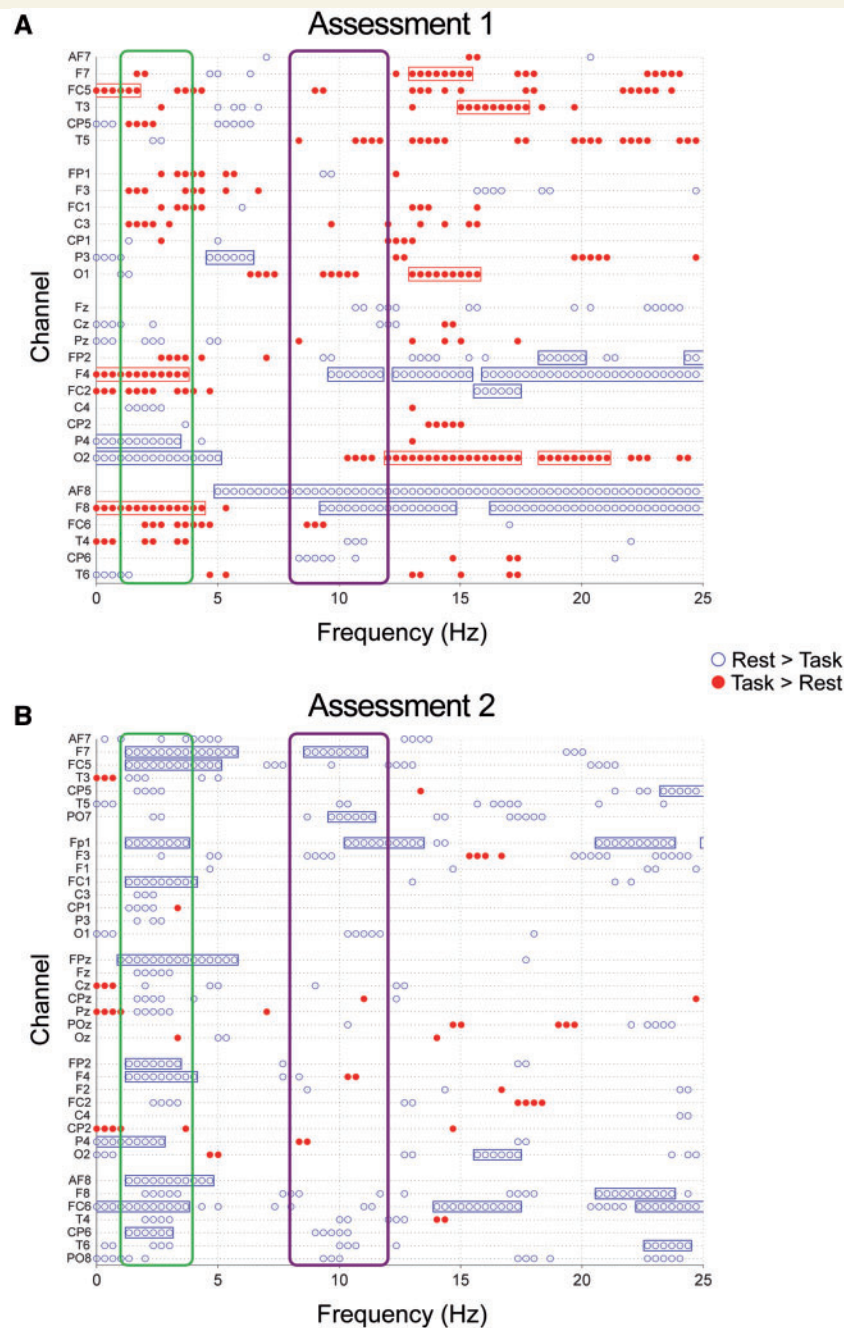 A
Assessment 1
AF7
F7
FC5
T3
CP5
T5
FP1
F3
FC1
C3
CP1
P3
O1
Fz
Cz
Pz
FP2
F4
FC2
C4
CP2
P4
O2
AF8
F8
FC6
T4
CP6
T6
Channel
0 5 10 15 20 25
Frequency (Hz)
Rest > Task
Task > Rest
B
Assessment 2
AF7
F7
FC5
T3
CP5
T5
PO7
Fp1
F3
F1
FC1
C3
CP1
P3
O1
FPz
Fz
Cz
CPz
Pz
POz
Oz
FP2
F4
F2
FC2
C4
CP2
P4
O2
AF8
F8
FC6
T4
CP6
T6
PO8
Channel
0 5 10 15 20 25
Frequency (Hz)